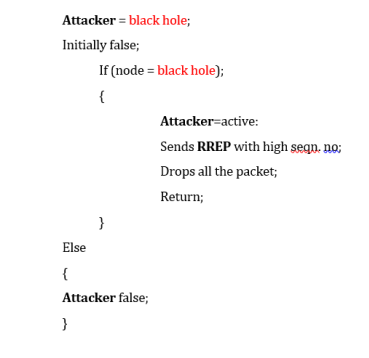 Attacker = black hole;
Initially false;
If (node = black hole);
{
Attacker=active:
Sends RREP with high seqn. no;
Drops all the packet;
Return;
}
Else
{
Attacker false;
}